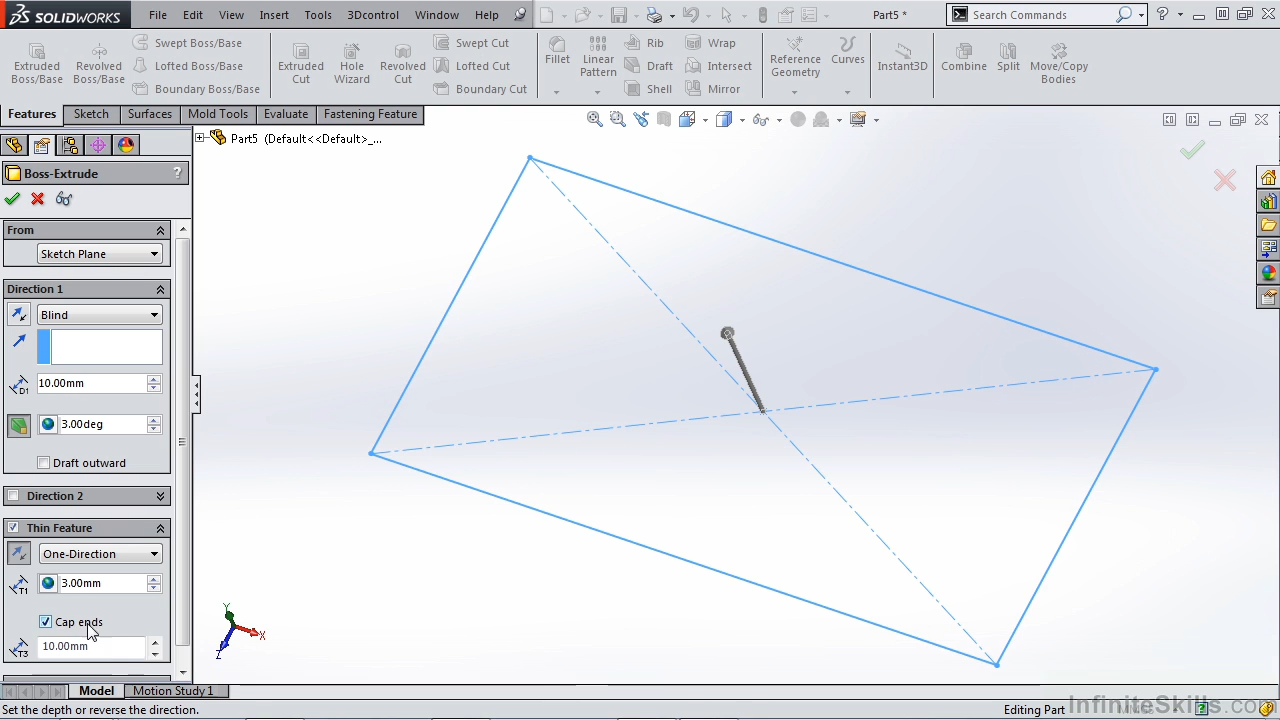 SOLIDWORKS File Edit View Insert Tools 3Dcontrol Window Help Part5 * Search Commands
Extruded Boss/Base Revolved Boss/Base Swept Boss/Base Lofted Boss/Base Boundary Boss/Base Extruded Cut Hole Wizard Revolved Cut Swept Cut Lofted Cut Boundary Cut Fillet Linear Pattern Rib Draft Shell Wrap Intersect Mirror Reference Geometry Curves Instant3D Combine Split Move/Copy Bodies
Features Sketch Surfaces Mold Tools Evaluate Fastening Feature
Part5 (Default<<Default>_...
Boss-Extrude ?
From
Sketch Plane
Direction 1
Blind
D1 10.00mm
3.00deg
Draft outward
Direction 2
Thin Feature
One-Direction
T1 3.00mm
Cap ends
T3 10.00mm
Y
X
Z
Model Motion Study 1
Set the depth or reverse the direction. Editing Part
InfiniteSkills.com